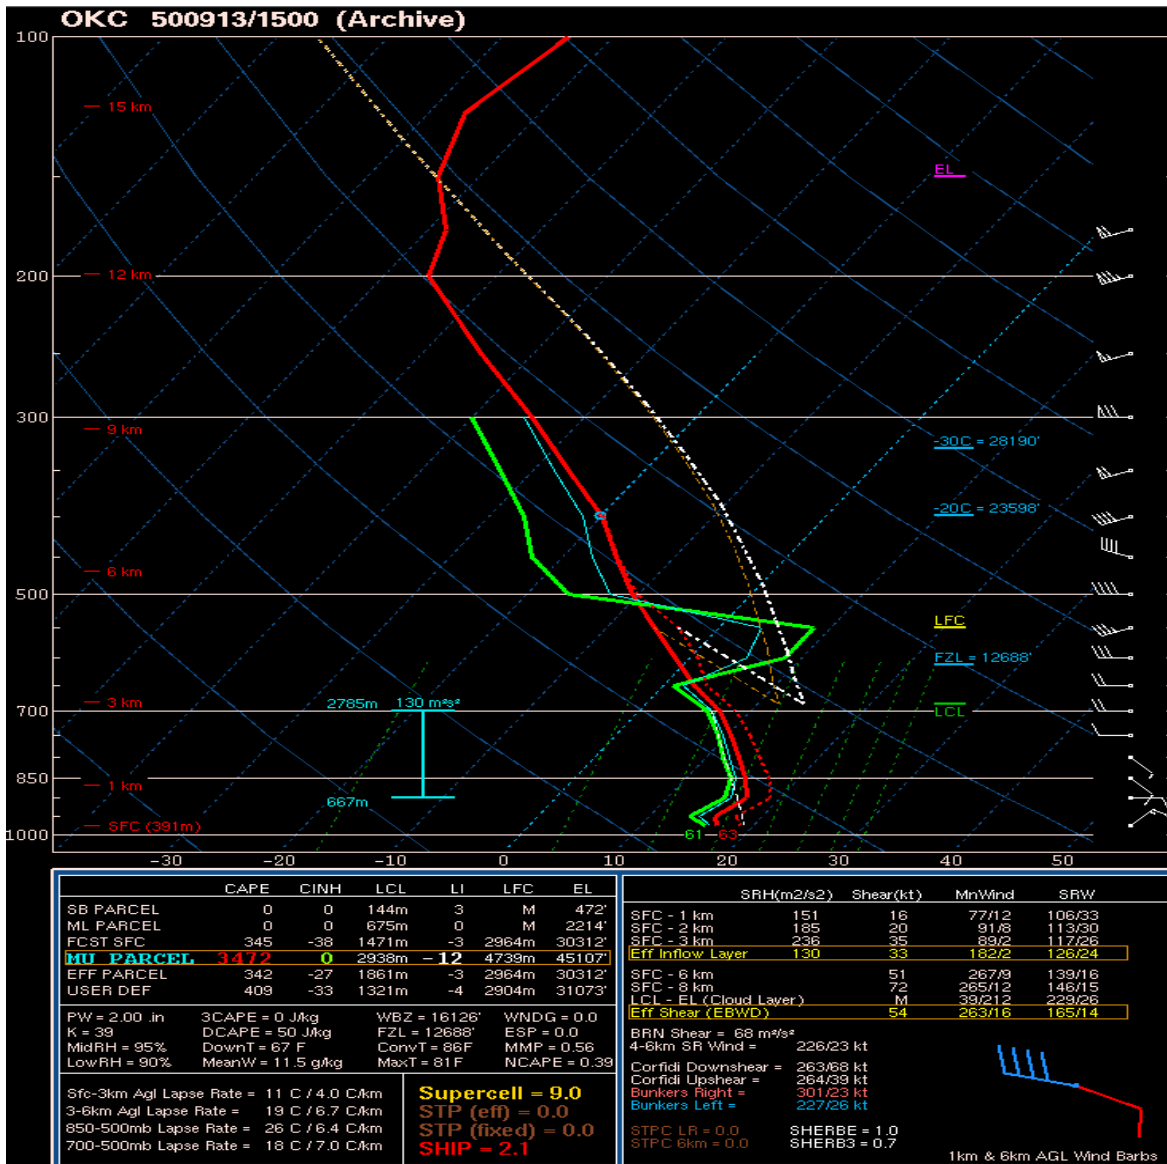 OKC 500913/1500 (Archive)
100
15 km
EL
200
12 km
300
9 km
-30C = 28190'
-20C = 23598'
6 km
500
LFC
FZL = 12688'
3 km
2785m 130 m²s²
700
LCL
850
1 km
667m
SFC (391m)
1000
61
63
-30 -20 -10 0 10 20 30 40 50
CAPE CINH LCL LI LFC EL
SB PARCEL 0 0 144m 3 M 472'
ML PARCEL 0 0 675m 0 M 2214'
FCST SFC 345 -38 1471m -3 2964m 30312'
MU PARCEL 3472 0 2938m -12 4739m 45107'
EFF PARCEL 342 -27 1861m -3 2964m 30312'
USER DEF 409 -33 1321m -4 2904m 31073'
PW = 2.00 .in 3CAPE = 0 J/kg WBZ = 16126' WNDG = 0.0
K = 39 DCAPE = 50 J/kg FZL = 12688' ESP = 0.0
MidRH = 95% DownT = 67 F ConvT = 86F MMP = 0.56
LowRH = 90% MeanW = 11.5 g/kg MaxT = 81F NCAPE = 0.39
Sfc-3km Agl Lapse Rate = 11 C / 4.0 C/km
3-6km Agl Lapse Rate = 19 C / 6.7 C/km
850-500mb Lapse Rate = 26 C / 6.4 C/km
700-500mb Lapse Rate = 18 C / 7.0 C/km
Supercell = 9.0
STP (eff) = 0.0
STP (fixed) = 0.0
SHIP = 2.1
SRH(m2/s2) Shear(kt) MnWind SRW
SFC - 1 km 151 16 77/12 106/33
SFC - 2 km 185 20 91/8 113/30
SFC - 3 km 236 35 89/2 117/26
Eff Inflow Layer 130 33 182/2 126/24
SFC - 6 km 51 267/9 139/16
SFC - 8 km 72 265/12 146/15
LCL - EL (Cloud Layer) M 39/212 229/26
Eff Shear (EBWD) 54 263/16 165/14
BRN Shear = 68 m²/s²
4-6km SR Wind = 226/23 kt
Corfidi Downshear = 263/68 kt
Corfidi Upshear = 264/39 kt
Bunkers Right = 301/23 kt
Bunkers Left = 227/26 kt
STPC LR = 0.0 SHERBE = 1.0
STPC 6km = 0.0 SHERB3 = 0.7
1km & 6km AGL Wind Barbs